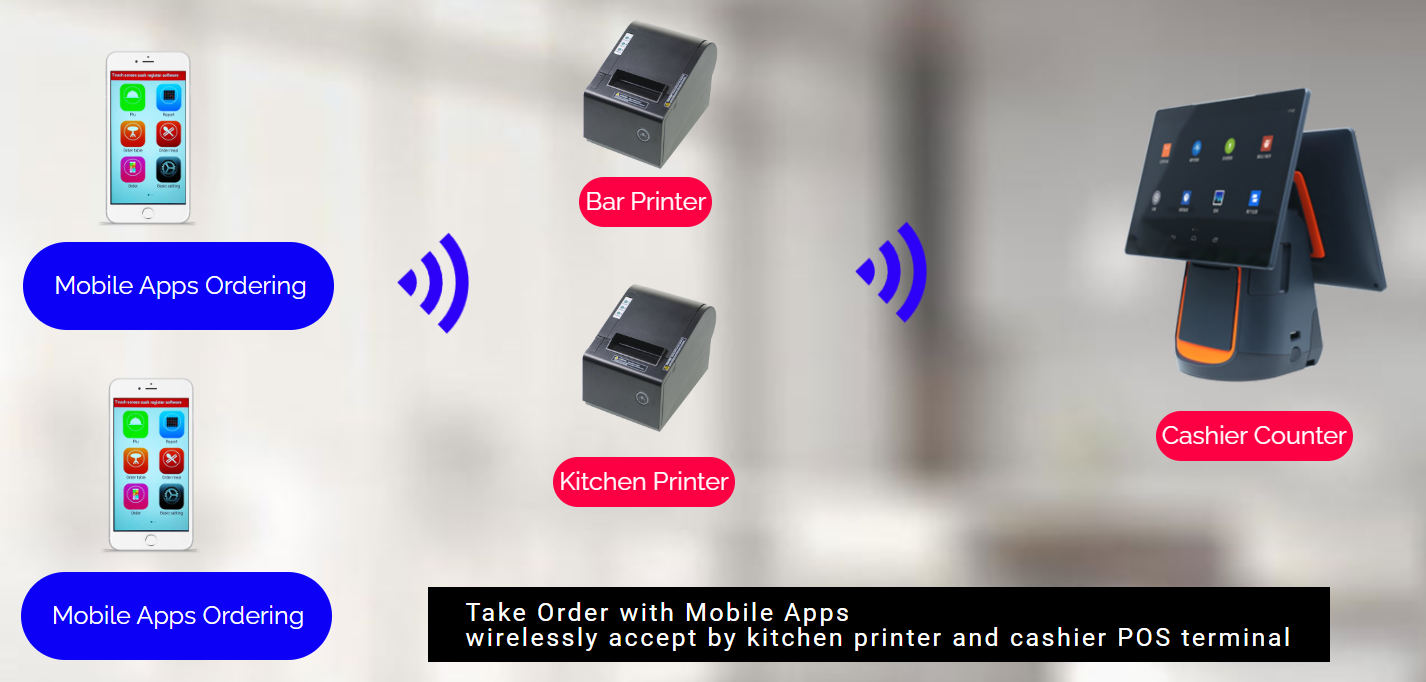 Touch screen cash register software
Plu
Report
Order table
Order meal
Order
Basic setting
Mobile Apps Ordering
Bar Printer
Kitchen Printer
Cashier Counter
Touch screen cash register software
Plu
Report
Order table
Order meal
Order
Basic setting
Mobile Apps Ordering
Take Order with Mobile Apps
wirelessly accept by kitchen printer and cashier POS terminal